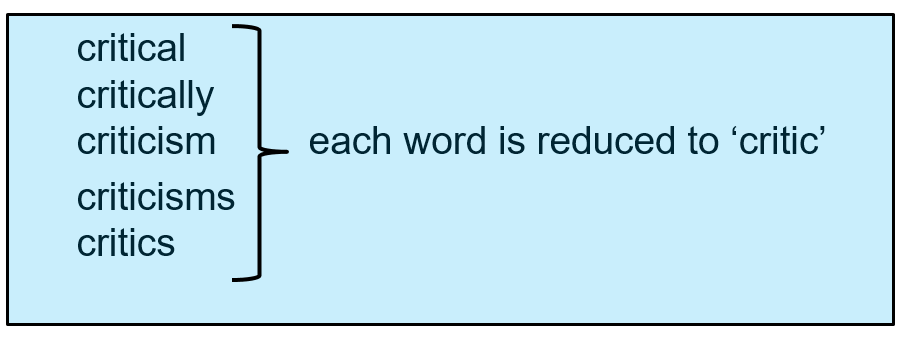 critical
critically
criticism
each word is reduced to ‘critic’
criticisms
critics